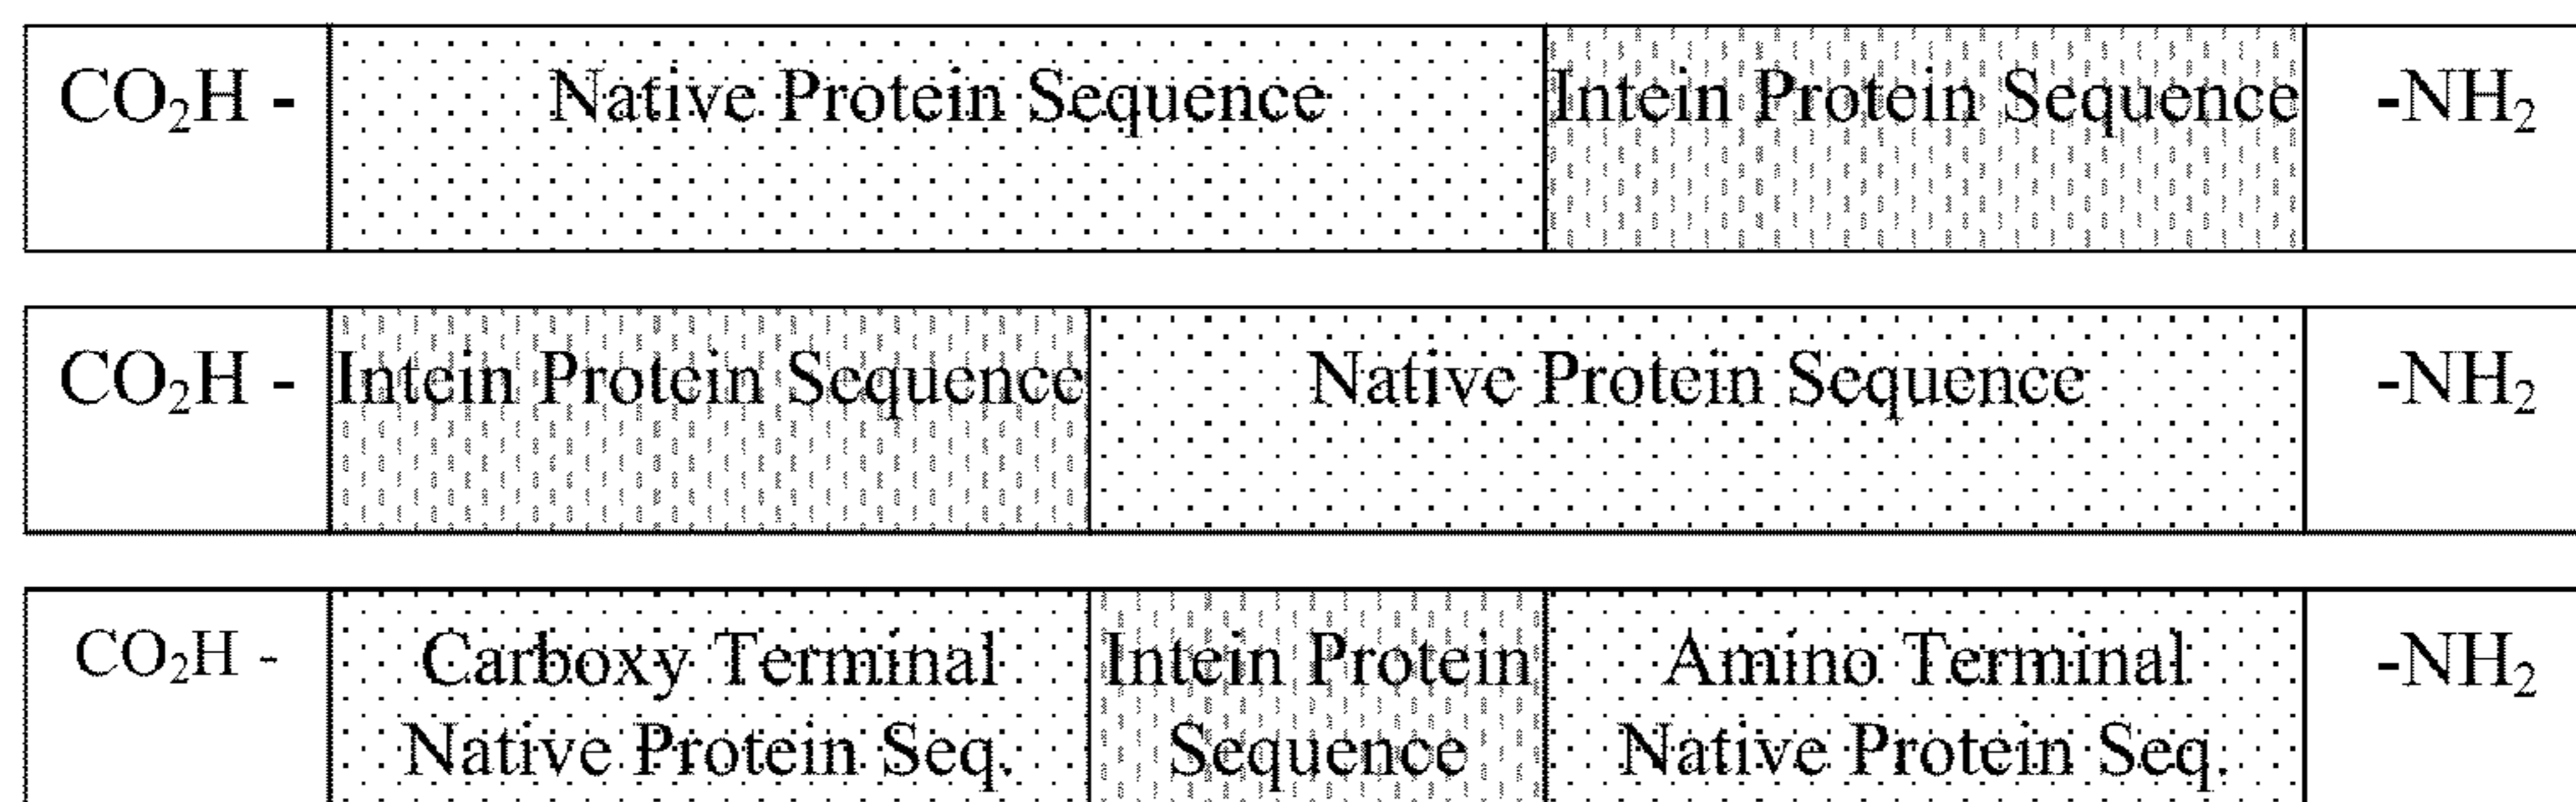 CO₂H - Native Protein Sequence Intein Protein Sequence -NH₂
CO₂H - Intein Protein Sequence Native Protein Sequence -NH₂
CO₂H - Carboxy Terminal Intein Protein Amino Terminal -NH₂
Native Protein Seq. Sequence Native Protein Seq.